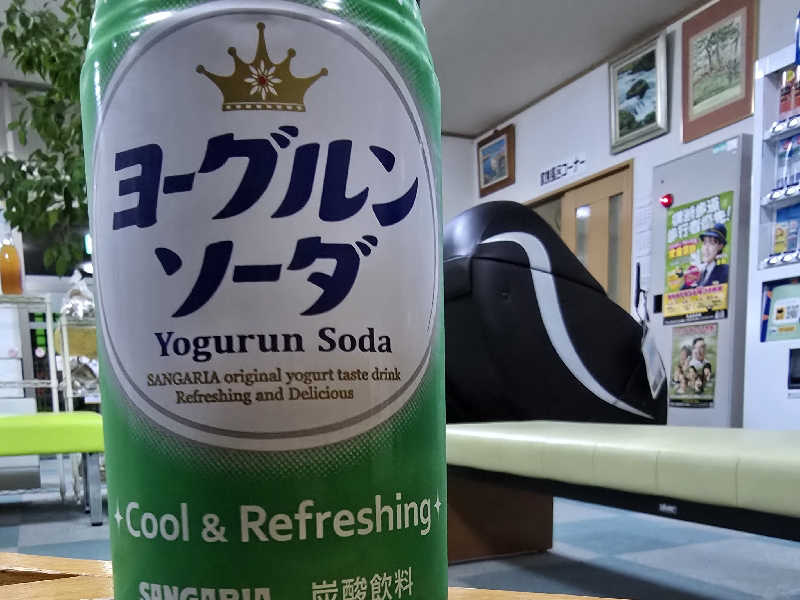 ヨーグルン
ソーダ
Yogurun Soda
SANGARIA original yogurt taste drink
Refreshing and Delicious
Cool & Refreshing
SANGARIA 炭酸飲料